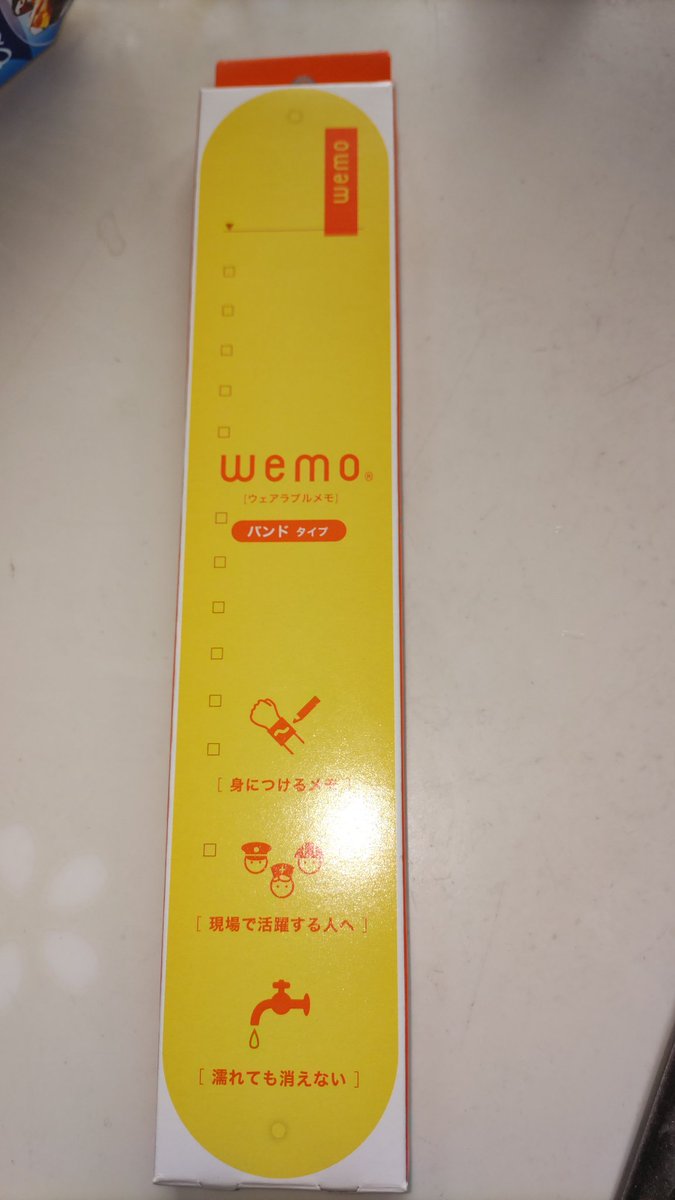 wemo
wemo®
[ウェアラブルメモ]
バンド タイプ
[ 身につけるメモ ]
[ 現場で活躍する人へ ]
[ 濡れても消えない ]